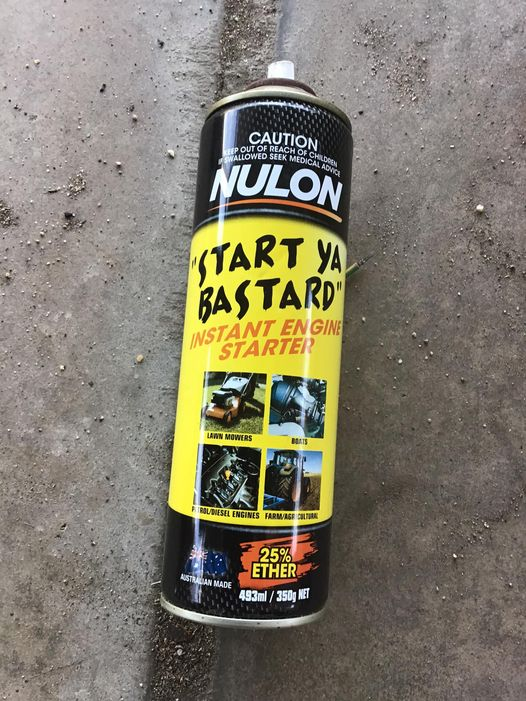 CAUTION
KEEP OUT OF REACH OF CHILDREN
IF SWALLOWED SEEK MEDICAL ADVICE
NULON
"START YA
BASTARD"
INSTANT ENGINE
STARTER
LAWN MOWERS
BOATS
PETROL/DIESEL ENGINES
FARM/AGRICULTURAL
AUSTRALIAN MADE
25%
ETHER
493ml / 350g NET